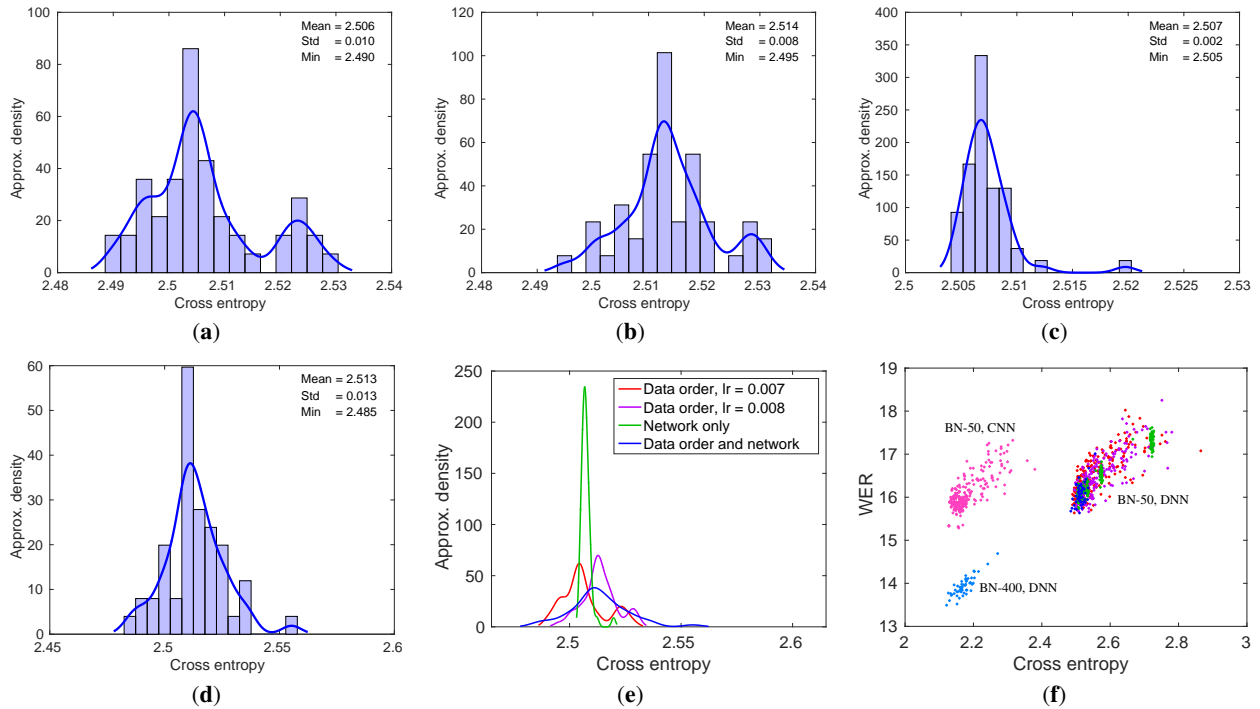 Mean = 2.506
Std = 0.010
Min = 2.490
100
80
60
40
20
0
Approx. density
2.48
2.49
2.5
2.51
2.52
2.53
2.54
Cross entropy
(a)
Mean = 2.514
Std = 0.008
Min = 2.495
120
100
80
60
40
20
0
Approx. density
2.48
2.49
2.5
2.51
2.52
2.53
2.54
Cross entropy
(b)
Mean = 2.507
Std = 0.002
Min = 2.505
400
350
300
250
200
150
100
50
0
Approx. density
2.5
2.505
2.51
2.515
2.52
2.525
2.53
Cross entropy
(c)
Mean = 2.513
Std = 0.013
Min = 2.485
60
50
40
30
20
10
0
Approx. density
2.45
2.5
2.55
2.6
Cross entropy
(d)
250
200
150
100
50
0
Approx. density
Data order, lr = 0.007
Data order, lr = 0.008
Network only
Data order and network
2.5
2.55
2.6
Cross entropy
(e)
19
18
17
16
15
14
13
WER
BN-50, CNN
BN-50, DNN
BN-400, DNN
2
2.2
2.4
2.6
2.8
3
Cross entropy
(f)